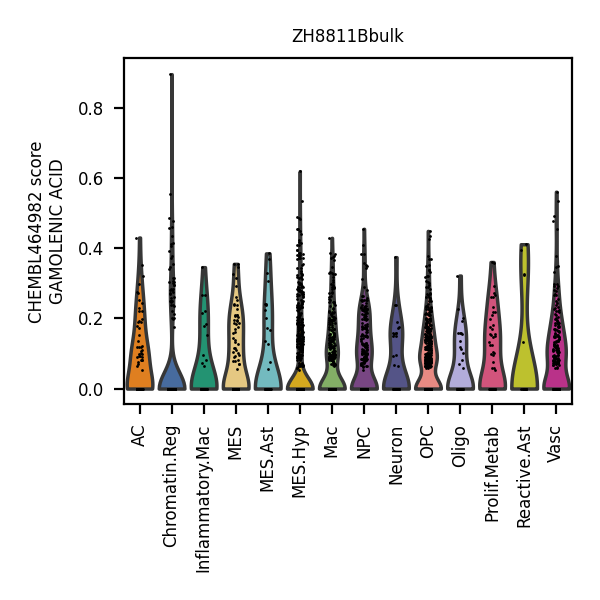 ZH8811Bbulk
CHEMBL464982 score
GAMOLENIC ACID
0.8
0.6
0.4
0.2
0.0
AC
Chromatin.Reg
Inflammatory.Mac
MES
MES.Ast
MES.Hyp
Mac
NPC
Neuron
OPC
Oligo
Prolif.Metab
Reactive.Ast
Vasc